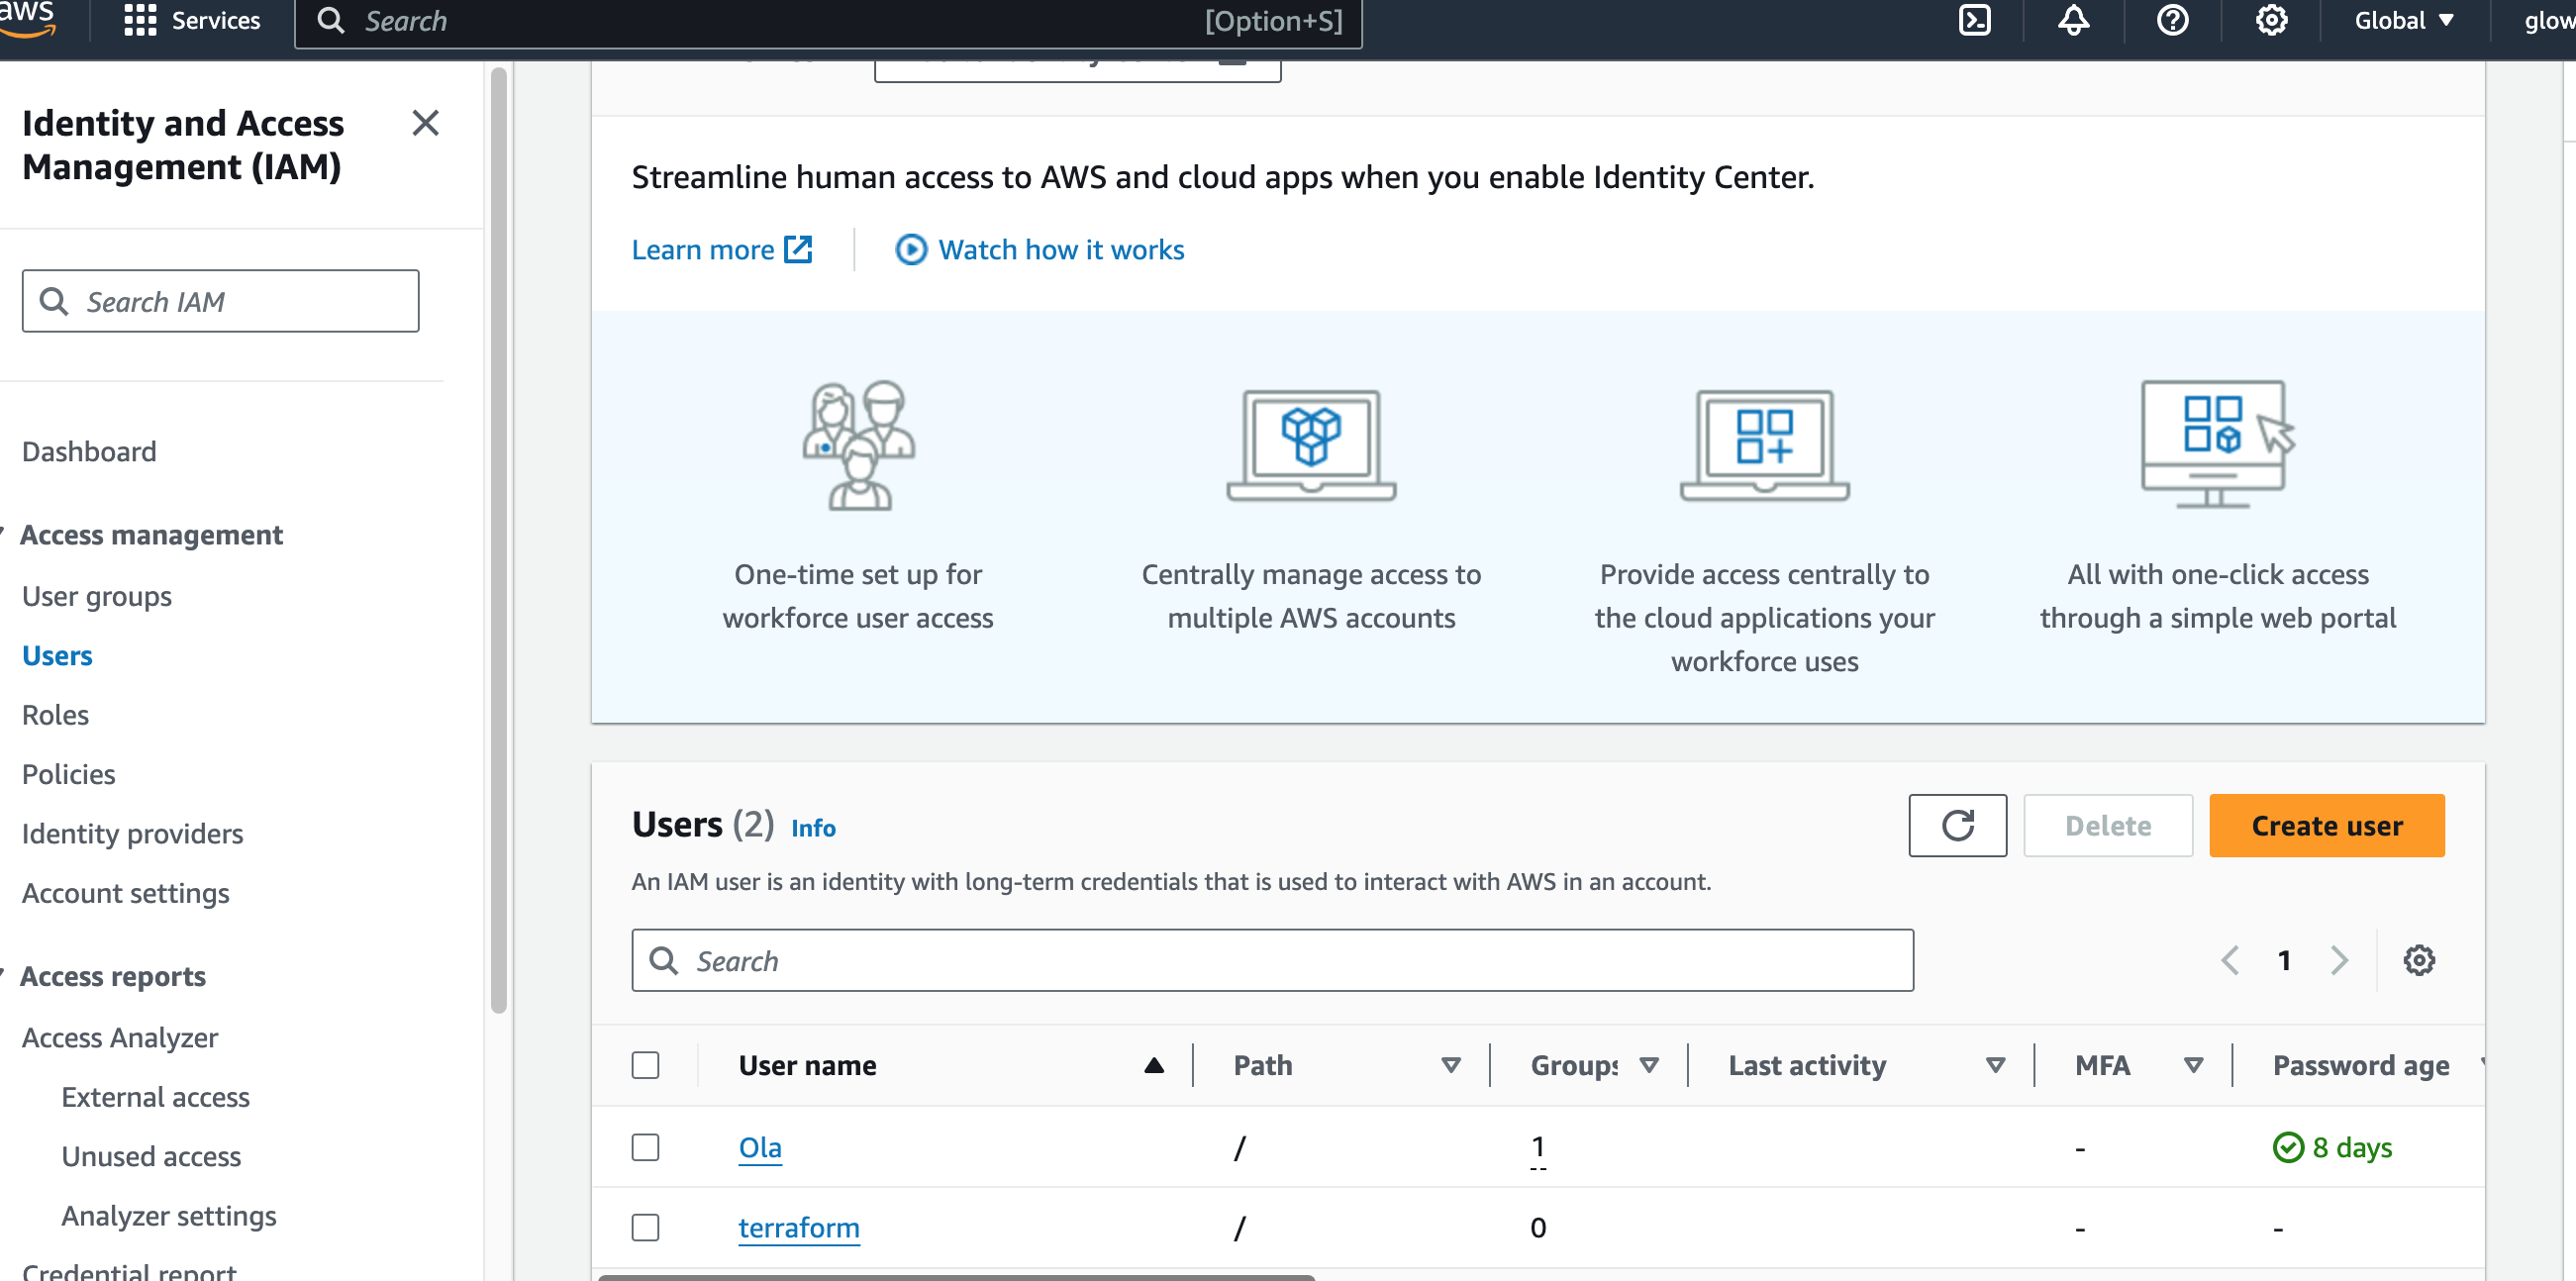 aws
Services
Search
[Option+S]
Global
glow
Identity and Access
Management (IAM)
Search IAM
Dashboard
Access management
User groups
Users
Roles
Policies
Identity providers
Account settings
Access reports
Access Analyzer
External access
Unused access
Analyzer settings
Credential report
Streamline human access to AWS and cloud apps when you enable Identity Center.
Learn more
Watch how it works
One-time set up for
workforce user access
Centrally manage access to
multiple AWS accounts
Provide access centrally to
the cloud applications your
workforce uses
All with one-click access
through a simple web portal
Users (2) Info
Delete
Create user
An IAM user is an identity with long-term credentials that is used to interact with AWS in an account.
Search
1
User name Path Groups Last activity MFA Password age
Ola / 1 - 8 days
terraform / 0 - -